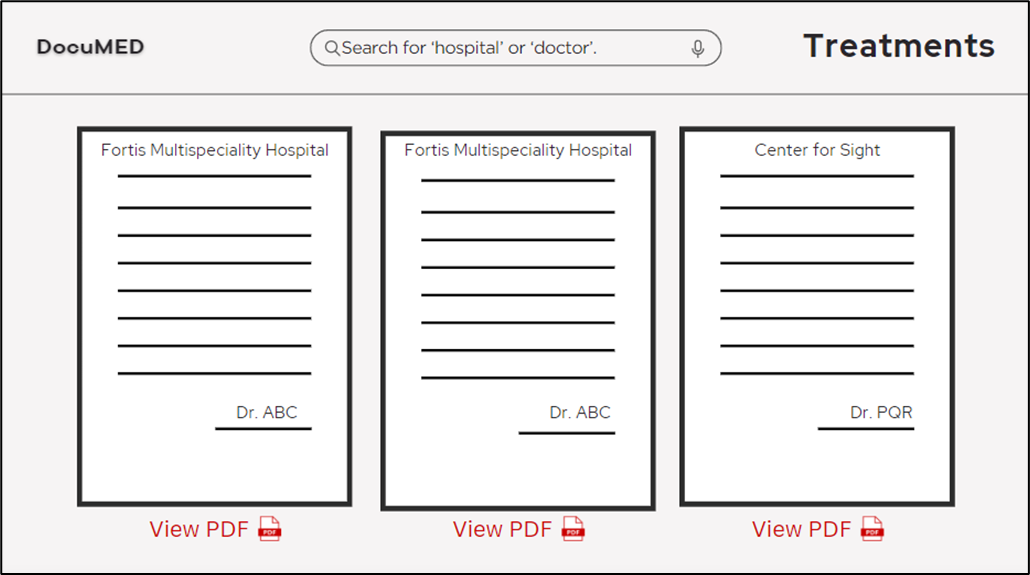 DocuMED
Search for ‘hospital’ or ‘doctor’.
Treatments
Fortis Multispeciality Hospital
Dr. ABC
View PDF
PDF
Fortis Multispeciality Hospital
Dr. ABC
View PDF
PDF
Center for Sight
Dr. PQR
View PDF
PDF